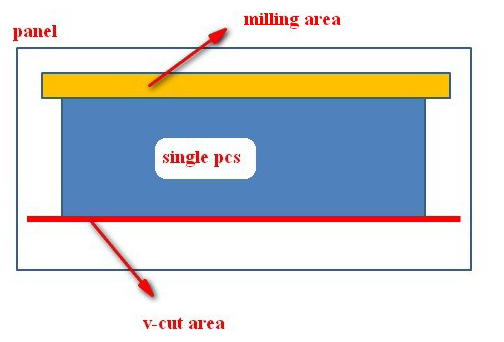 milling area
panel
single pcs
v-cut area